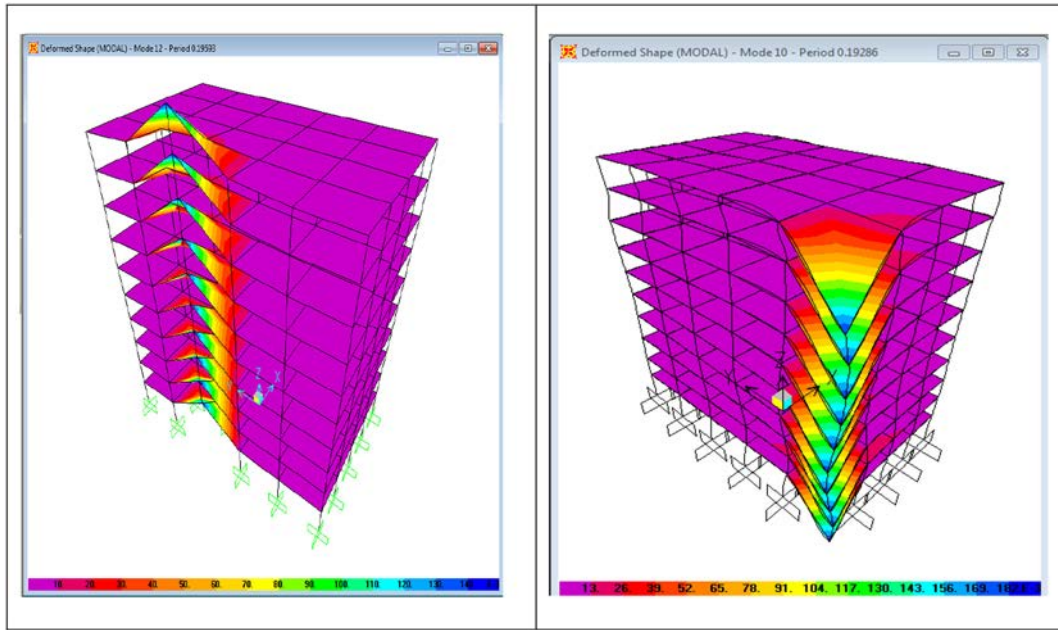 Deformed Shape (MODAL) - Mode 12 - Period 0.19593
Z
X
10. 20. 30. 40. 50. 60. 70. 80. 90. 100. 110. 120. 130.
Deformed Shape (MODAL) - Mode 10 - Period 0.19286
Z
13. 26. 39. 52. 65. 78. 91. 104. 117. 130. 143. 156. 169.